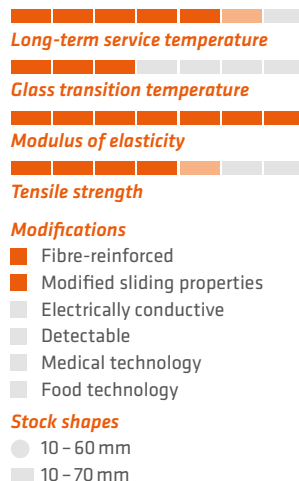 Long-term service temperature
Glass transition temperature
Modulus of elasticity
Tensile strength
Modifications
Fibre-reinforced
Modified sliding properties
Electrically conductive
Detectable
Medical technology
Food technology
Stock shapes
10 – 60 mm
10 – 70 mm